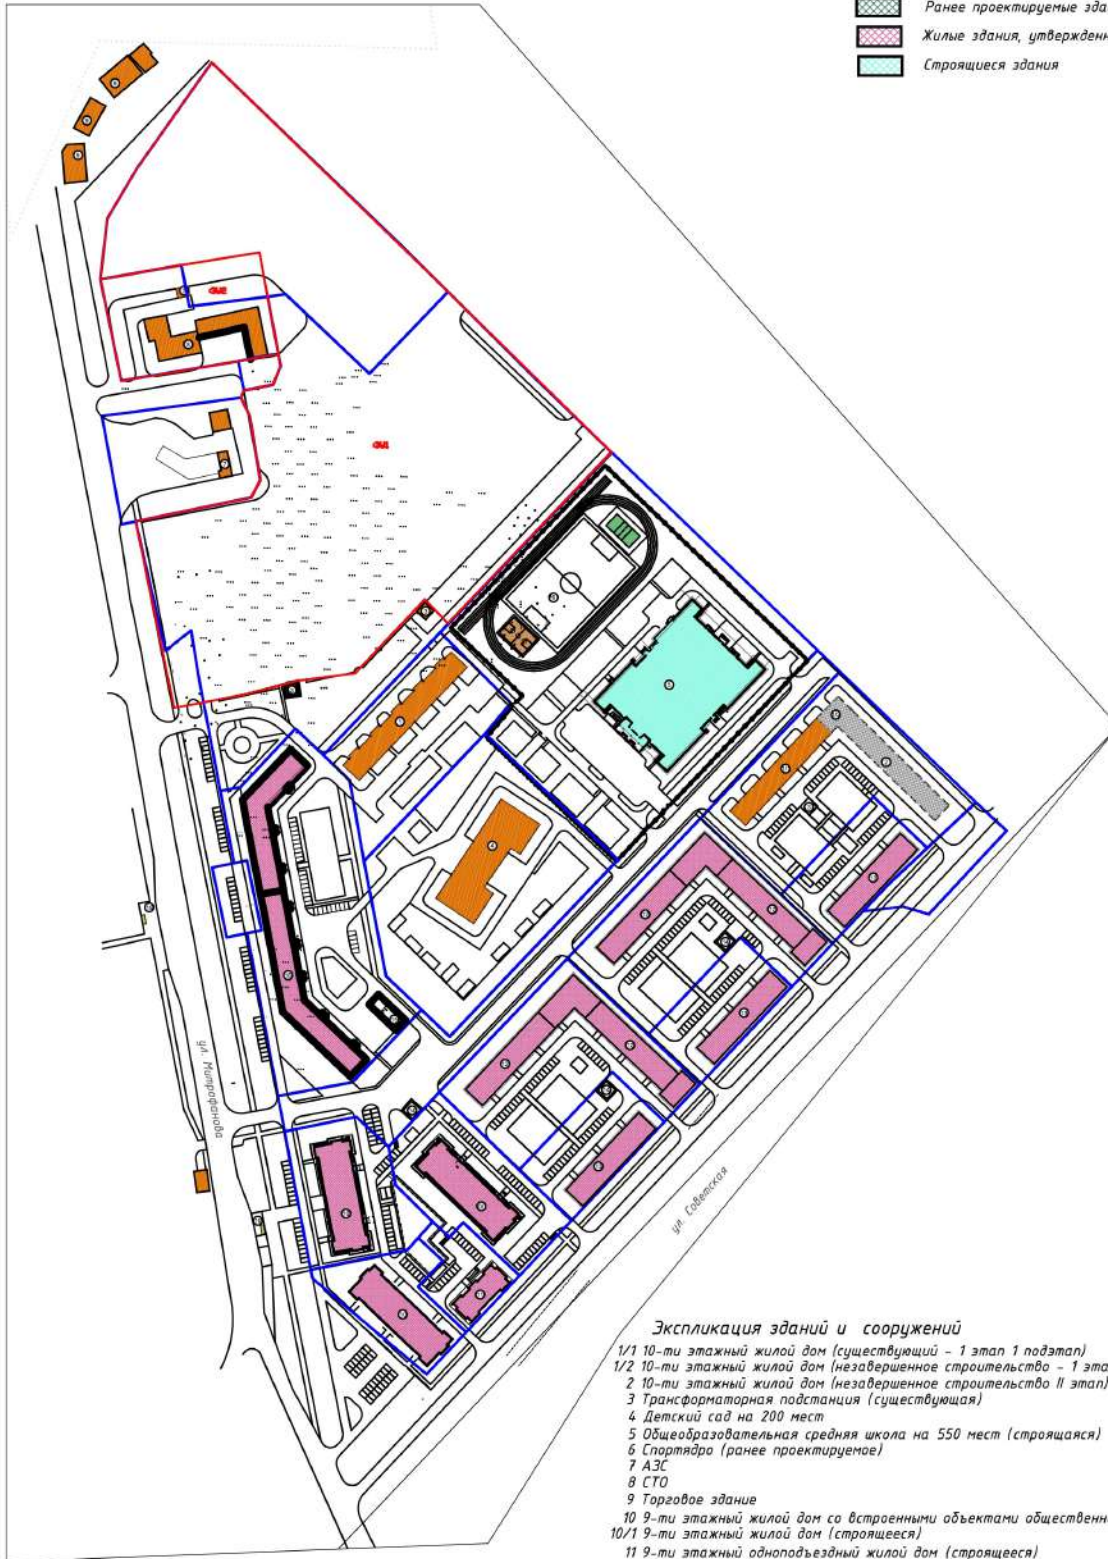 Ранее проектируемые зда
Жилые здания, утвержденн
Строящиеся здания
ул. Митрофанова
ул. Советская
Экспликация зданий и сооружений
1/1 10-ти этажный жилой дом (существующий - 1 этап 1 подэтап)
1/2 10-ти этажный жилой дом (незавершенное строительство - 1 эта
2 10-ти этажный жилой дом (незавершенное строительство II этап)
3 Трансформаторная подстанция (существующая)
4 Детский сад на 200 мест
5 Общеобразовательная средняя школа на 550 мест (строящаяся)
6 Спортядро (ранее проектируемое)
7 АЗС
8 СТО
9 Торговое здание
10 9-ти этажный жилой дом со встроенными объектами общественн
10/1 9-ти этажный жилой дом (строящееся)
11 9-ти этажный одноподъездный жилой дом (строящееся)